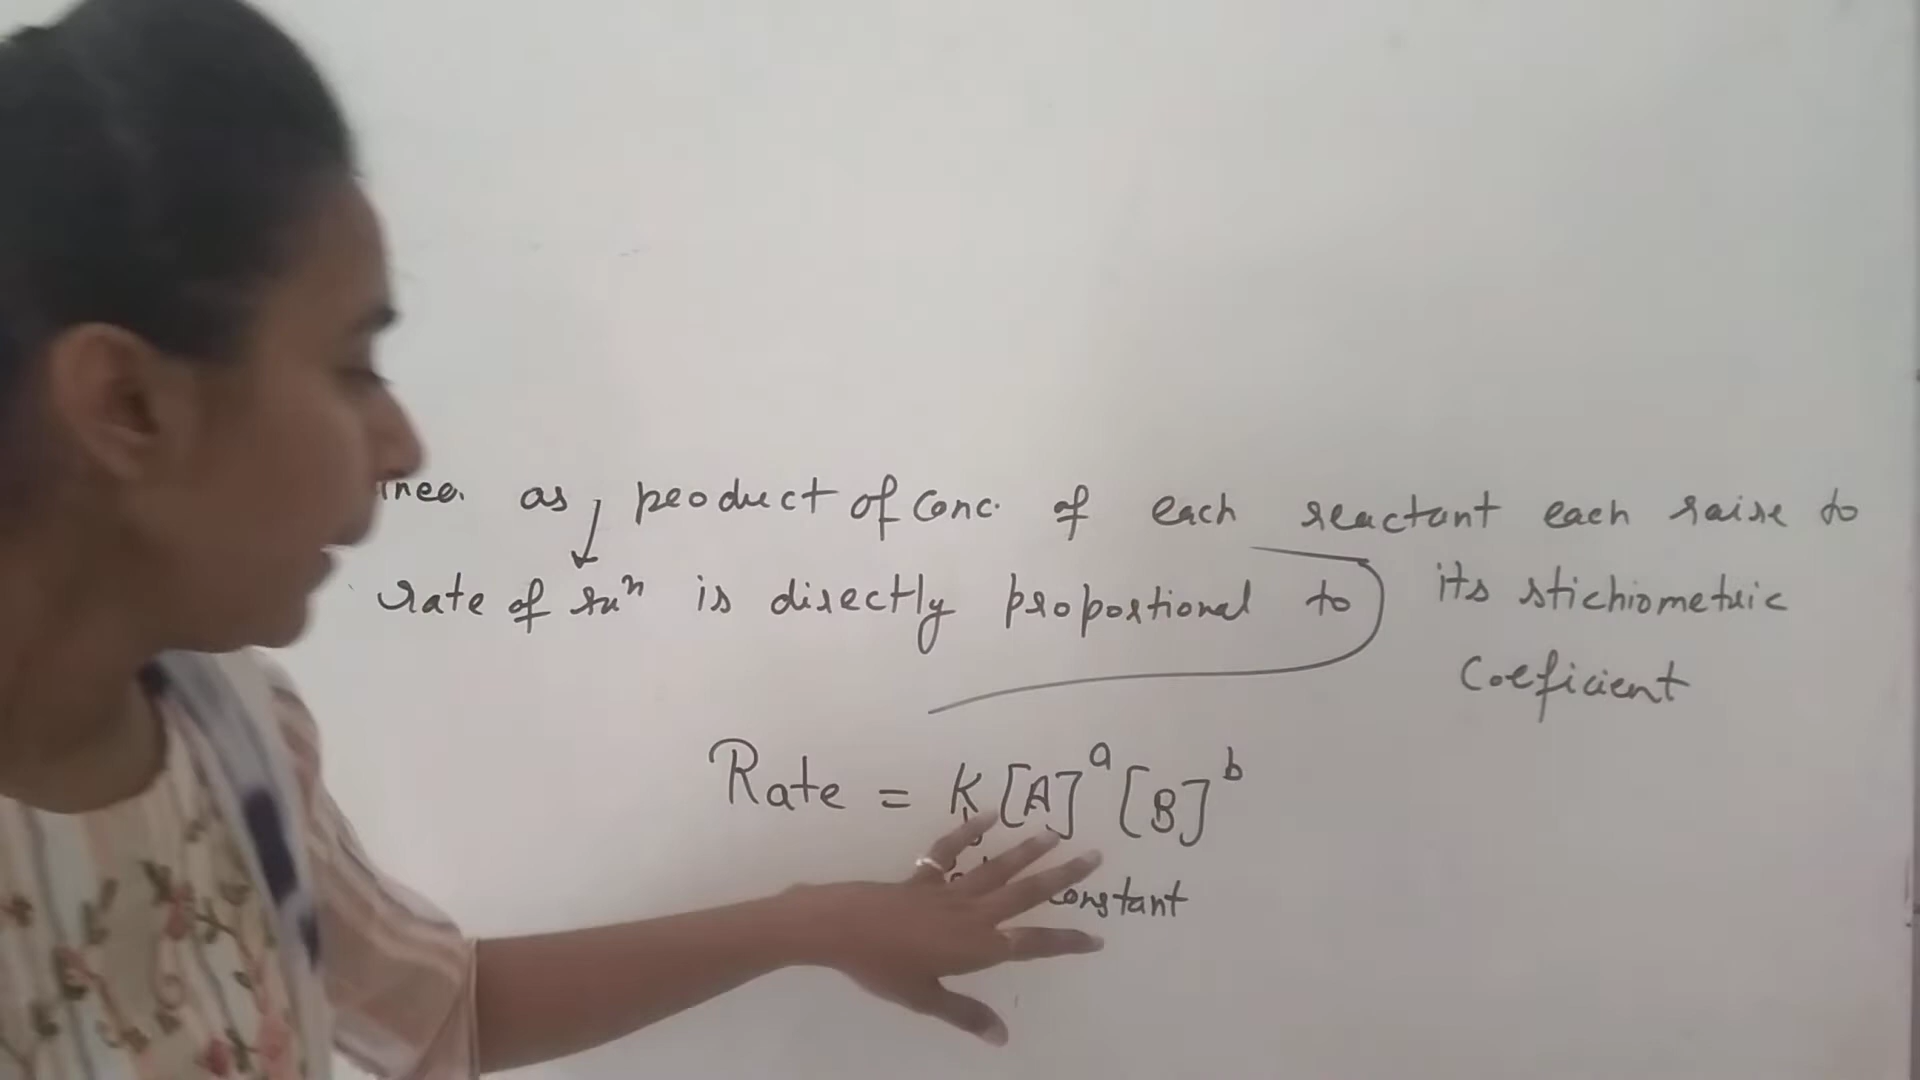 as product of Conc. of each reactant each raise to
rate of rxn is directly proportional to its stichiometric
Coeficient
Rate = K[A]^a [B]^b
constant